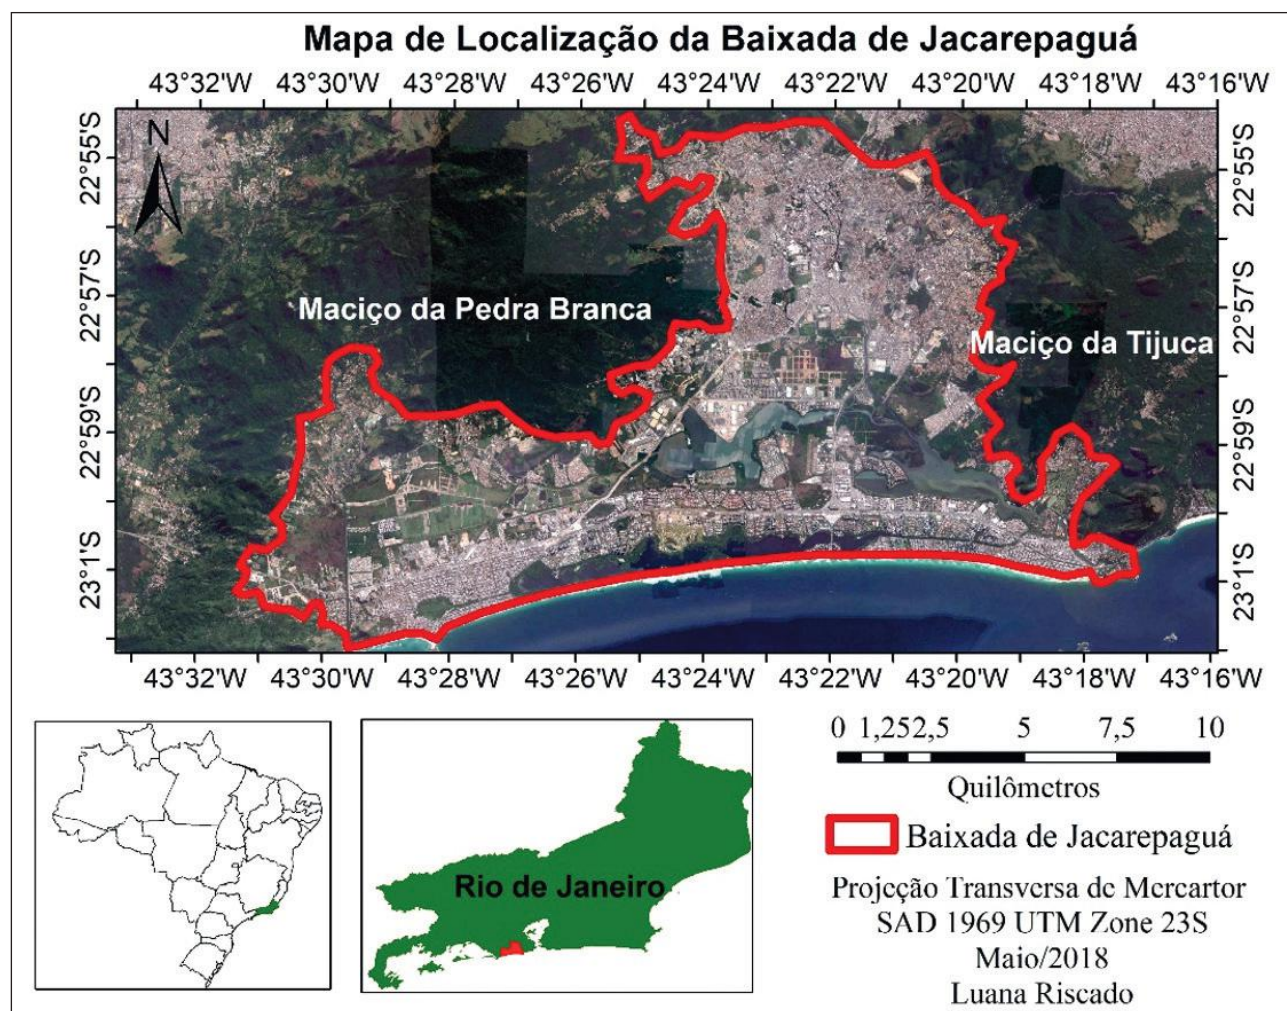 Mapa de Localização da Baixada de Jacarepaguá
43°32'W 43°30'W 43°28'W 43°26'W 43°24'W 43°22'W 43°20'W 43°18'W 43°16'W
N
22°55'S
22°57'S
22°59'S
23°1'S
Maciço da Pedra Branca
Maciço da Tijuca
22°55'S
22°57'S
22°59'S
23°1'S
43°32'W 43°30'W 43°28'W 43°26'W 43°24'W 43°22'W 43°20'W 43°18'W 43°16'W
Rio de Janeiro
0 1,252,5 5 7,5 10
Quilômetros
Baixada de Jacarepaguá
Projeção Transversa de Mercartor
SAD 1969 UTM Zone 23S
Maio/2018
Luana Riscado